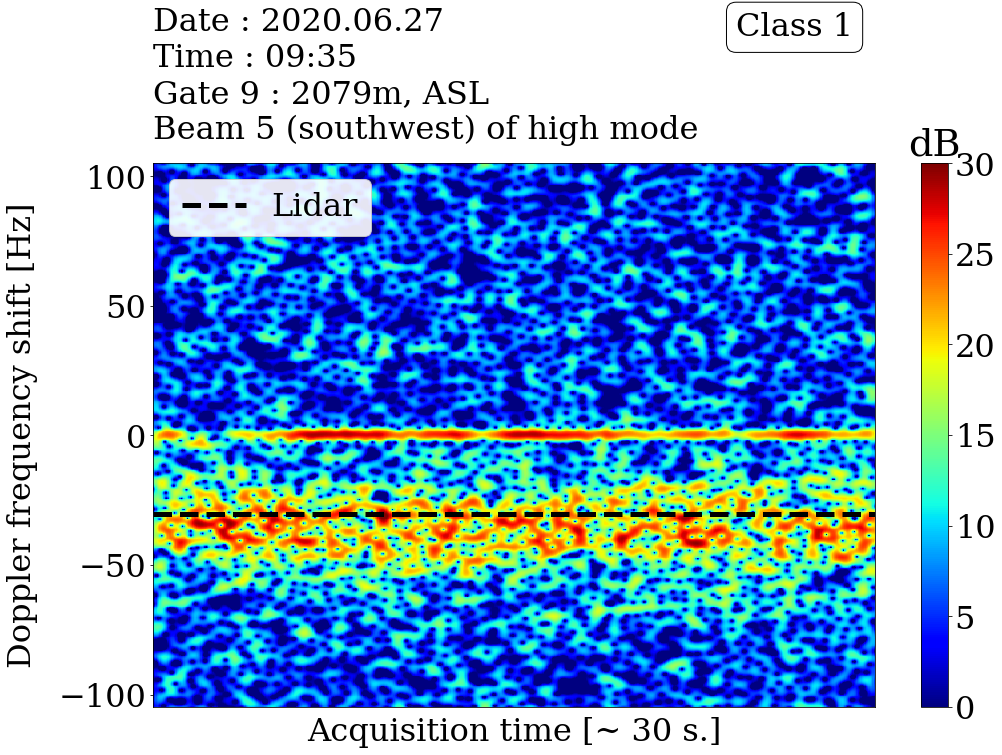 Date : 2020.06.27
Class 1
Time : 09:35
Gate 9 : 2079m, ASL
Beam 5 (southwest) of high mode
dB
Lidar
Doppler frequency shift [Hz]
100
50
0
−50
−100
30
25
20
15
10
5
0
Acquisition time [~ 30 s.]